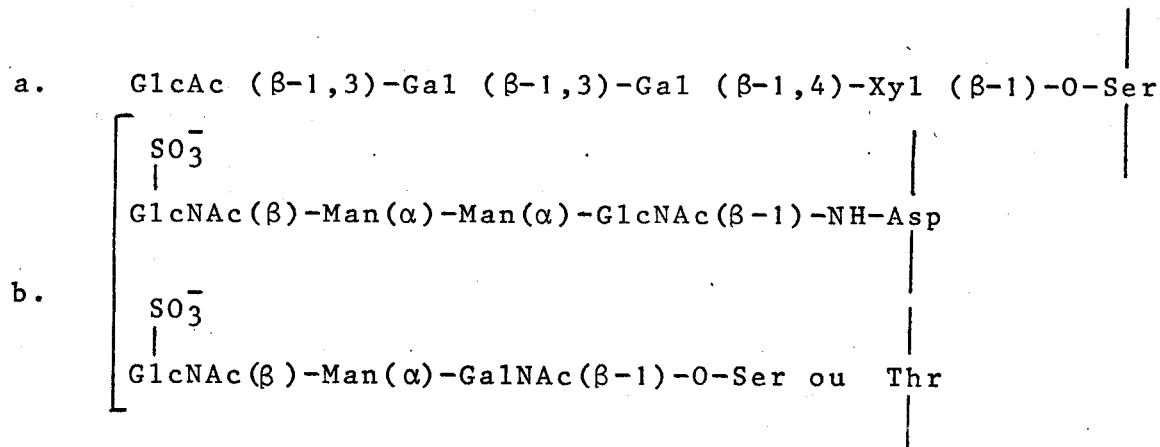 a. GlcAc (β-1,3)-Gal (β-1,3)-Gal (β-1,4)-Xyl (β-1)-O-Ser
SO₃⁻
GlcNAc(β)-Man(α)-Man(α)-GlcNAc(β-1)-NH-Asp
b.
SO₃⁻
GlcNAc(β)-Man(α)-GalNAc(β-1)-O-Ser ou Thr